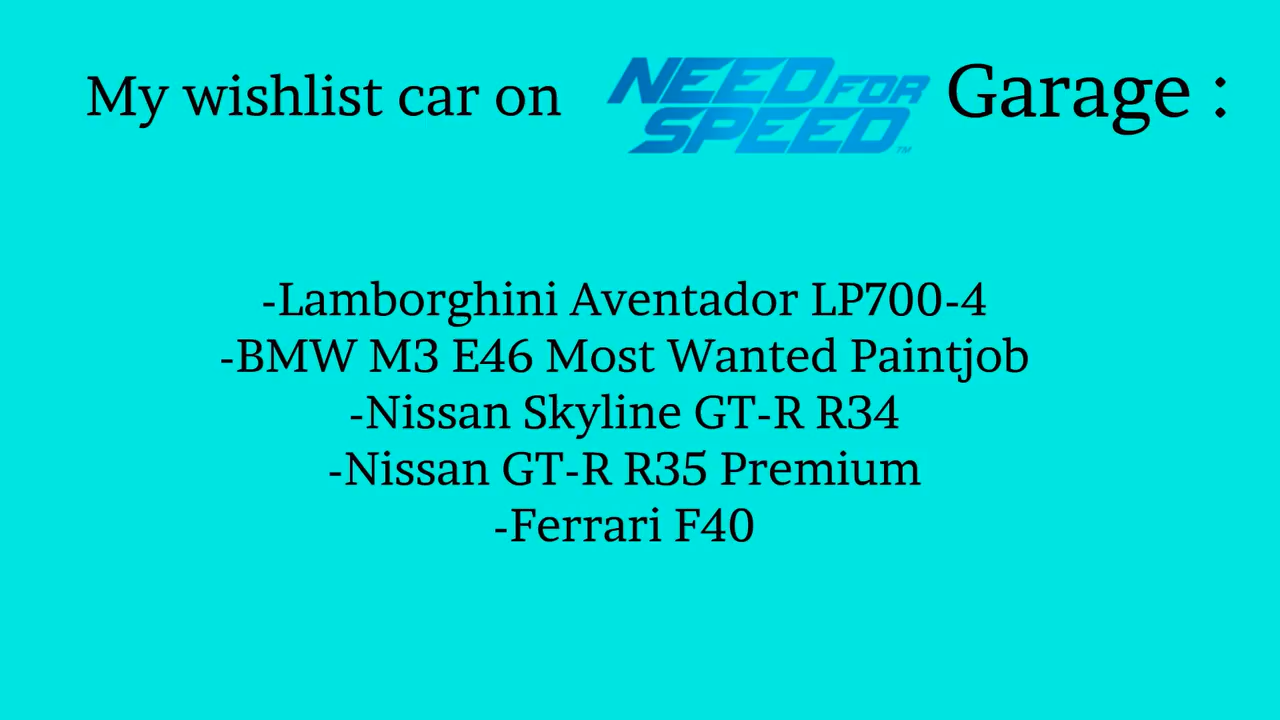 My wishlist car on NEED FOR SPEED™ Garage :
-Lamborghini Aventador LP700-4
-BMW M3 E46 Most Wanted Paintjob
-Nissan Skyline GT-R R34
-Nissan GT-R R35 Premium
-Ferrari F40